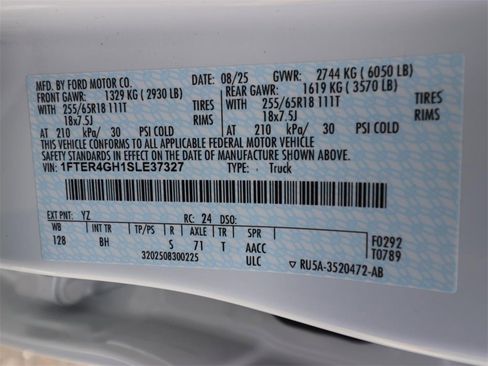 MFD. BY FORD MOTOR CO. DATE: 08/25 GVWR: 2744 KG ( 6050 LB)
FRONT GAWR: 1329 KG ( 2930 LB) REAR GAWR: 1619 KG ( 3570 LB)
WITH 255/65R18 111T TIRES WITH 255/65R18 111T TIRES
18x7.5J RIMS 18x7.5J RIMS
AT 210 kPa/ 30 PSI COLD AT 210 kPa/ 30 PSI COLD
THIS VEHICLE CONFORMS TO ALL APPLICABLE FEDERAL MOTOR VEHICLE
SAFETY STANDARDS IN EFFECT ON THE DATE OF MANUFACTURE SHOWN ABOVE.
VIN: 1FTER4GH1SLE37327 TYPE: Truck
EXT PNT: YZ RC: 24 DSO:
WB INT TR TP/PS R AXLE TR SPR
128 BH S 71 T AACC
ULC
F0292
T0789
3202508300225
▼ RU5A-3520472-AB